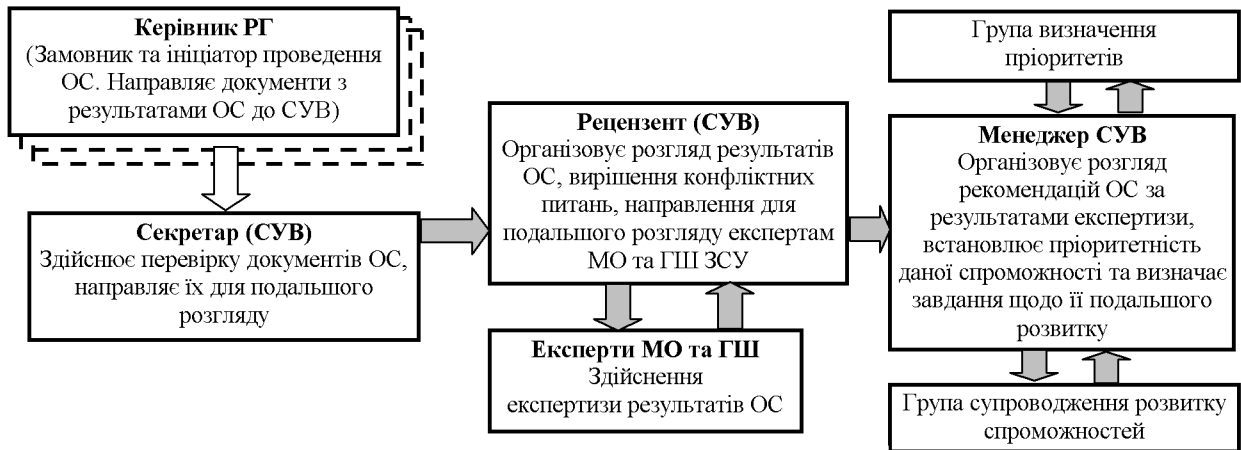 Керівник РГ
(Замовник та ініціатор проведення
ОС. Направляє документи з
результатами ОС до СУВ)
Секретар (СУВ)
Здійснює перевірку документів ОС,
направляє їх для подальшого
розгляду
Рецензент (СУВ)
Організовує розгляд результатів
ОС, вирішення конфліктних
питань, направлення для
подальшого розгляду експертам
МО та ГШ ЗСУ
Експерти МО та ГШ
Здійснення
експертизи результатів ОС
Група визначення
пріоритетів
Менеджер СУВ
Організовує розгляд
рекомендацій ОС за
результатами експертизи,
встановлює пріоритетність
даної спроможності та визначає
завдання щодо її подальшого
розвитку
Група супроводження розвитку
спроможностей